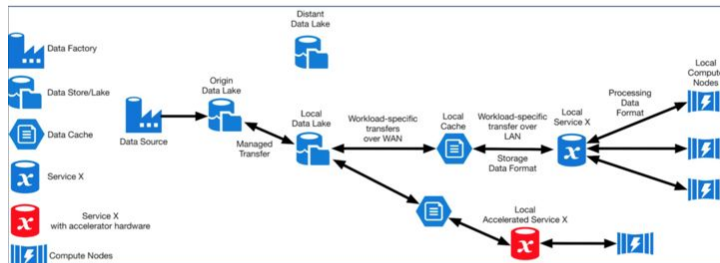 Data Factory
Data Store/Lake
Data Cache
Service X
Service X
with accelerator hardware
Compute Nodes
Data Source
Origin
Data Lake
Managed
Transfer
Distant
Data Lake
Local
Data Lake
Workload-specific
transfers
over WAN
Local
Cache
Workload-specific
transfer over
LAN
Storage
Data Format
Local
Service X
Processing
Data
Format
Local
Compute
Nodes
Local
Accelerated Service X
x
x
x
x